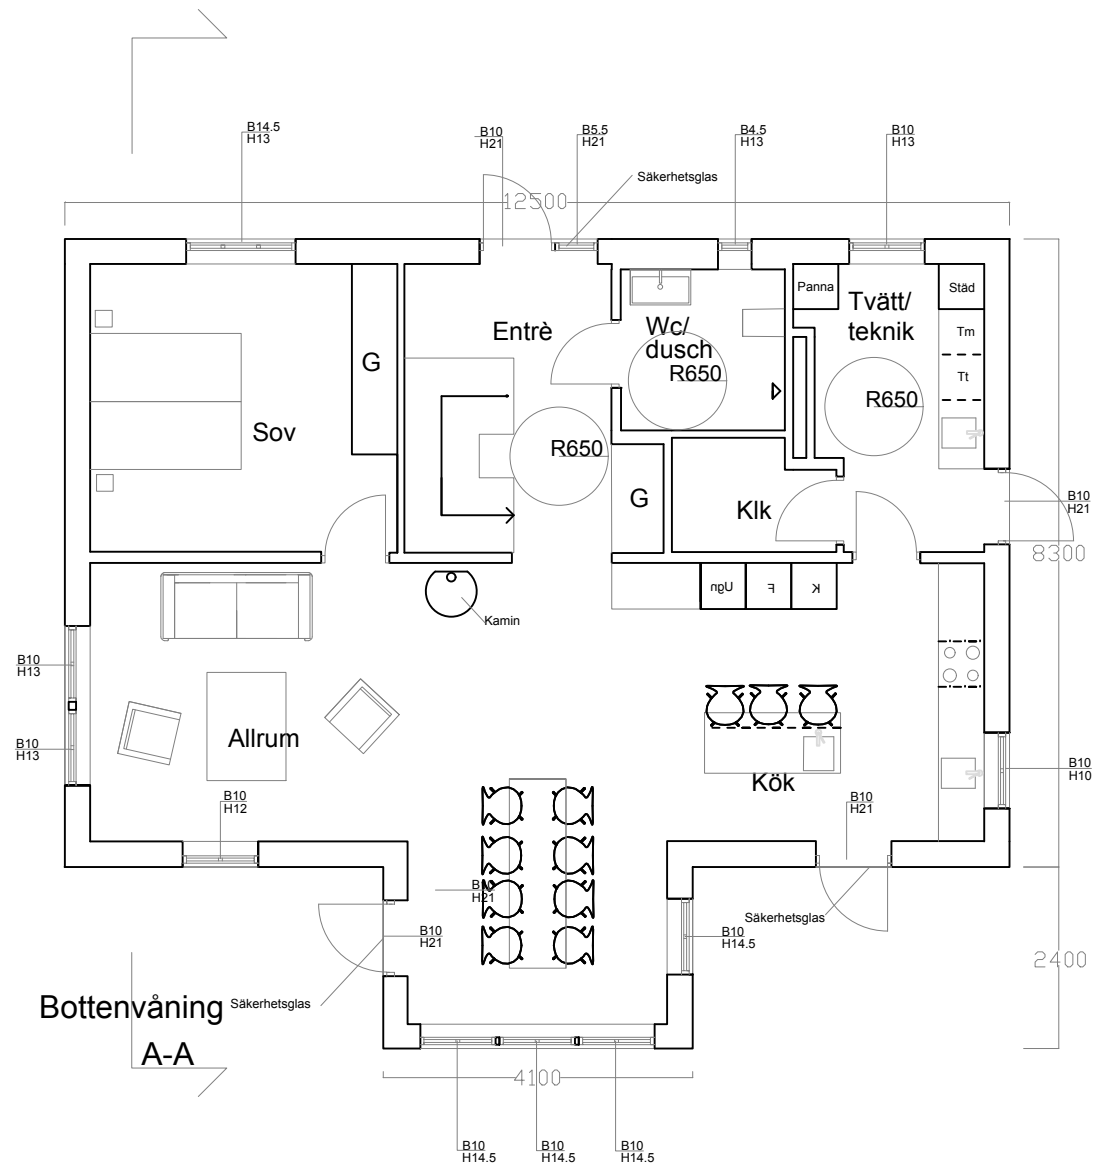 B14.5
H13
B10
H21
B5.5
H21
B4.5
H13
B10
H13
Säkerhetsglas
12500
Panna
Städ
Tvätt/
teknik
Entrè
Wc/
dusch
Tm
G
R650
Tt
R650
Sov
R650
G
Klk
B10
H21
8300
Ugn
F
K
Kamin
B10
H13
Allrum
B10
H13
Kök
B10
H10
B10
H12
B10
H21
B10
H21
Säkerhetsglas
B10
H21
B10
H14.5
2400
Bottenvåning
Säkerhetsglas
A-A
4100
B10
H14.5
B10
H14.5
B10
H14.5